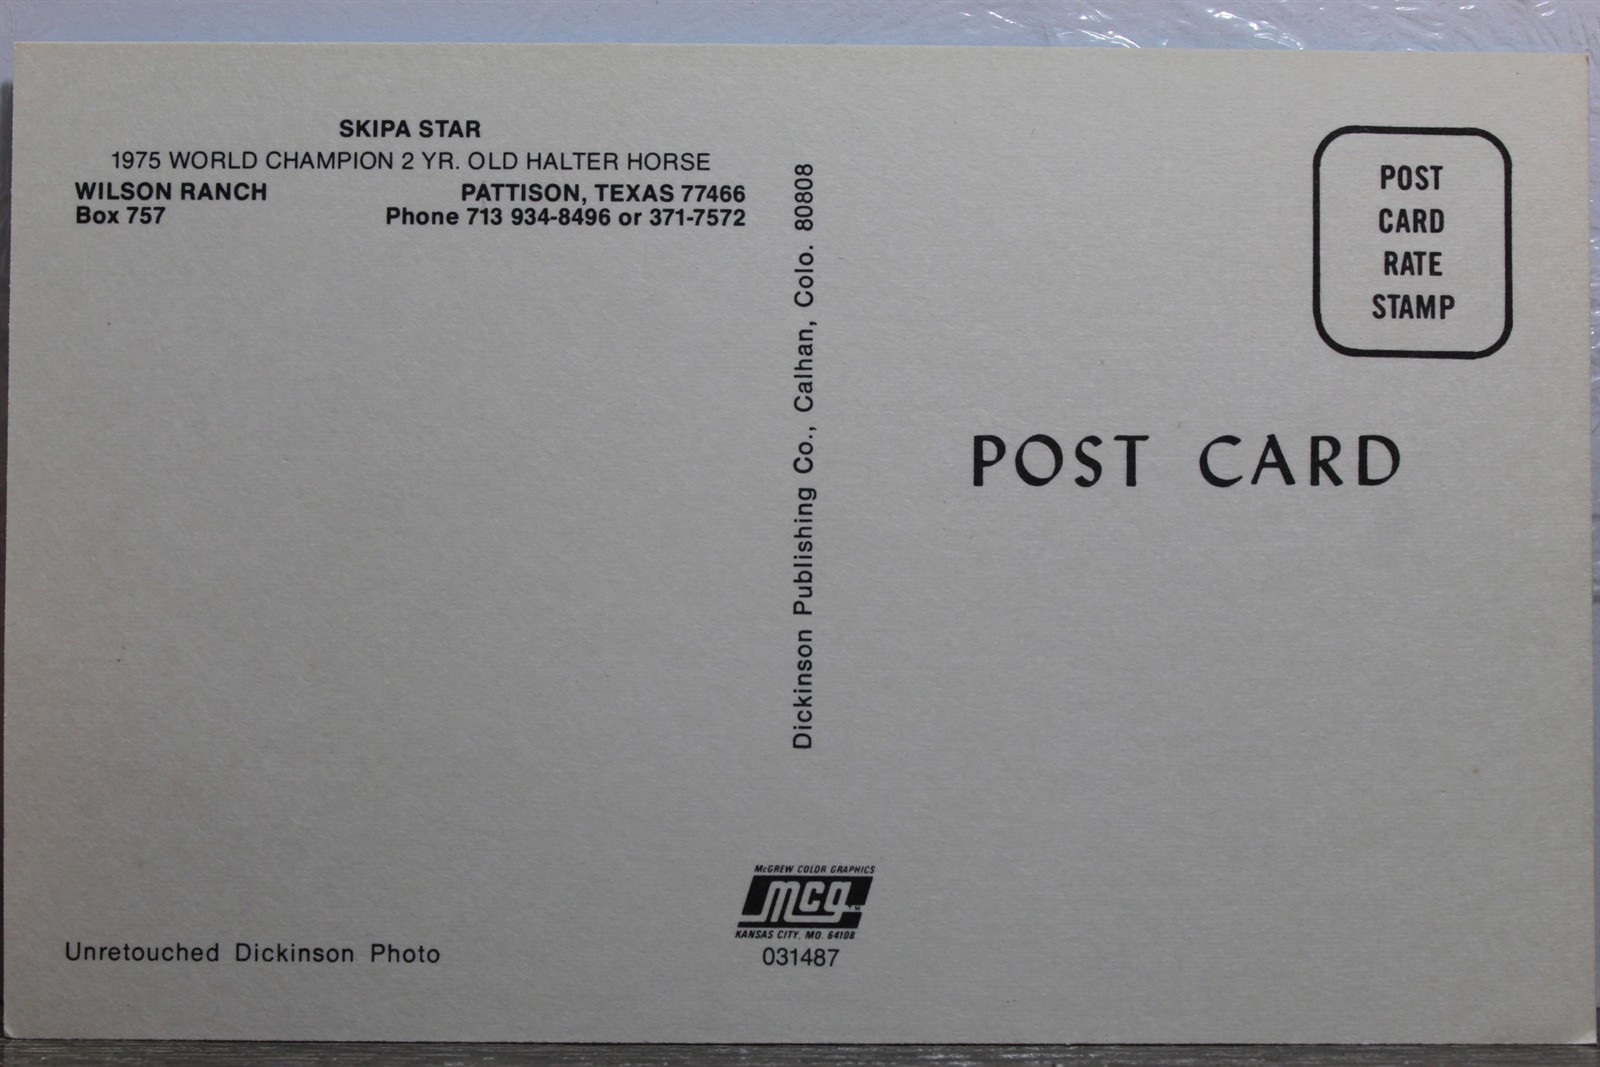 SKIPA STAR
1975 WORLD CHAMPION 2 YR. OLD HALTER HORSE
WILSON RANCH PATTISON, TEXAS 77466
Box 757 Phone 713 934-8496 or 371-7572
Dickinson Publishing Co., Calhan, Colo. 80808
POST
CARD
RATE
STAMP
POST CARD
Unretouched Dickinson Photo
McGREW COLOR GRAPHICS
mcg TM
KANSAS CITY, MO. 64108
031487